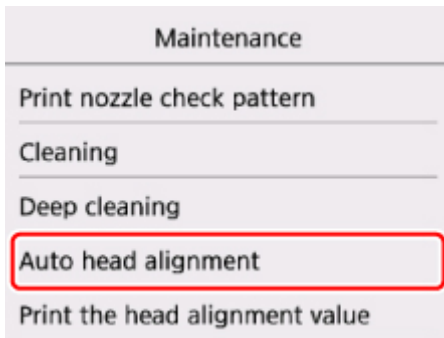 Maintenance
Print nozzle check pattern
Cleaning
Deep cleaning
Auto head alignment
Print the head alignment value